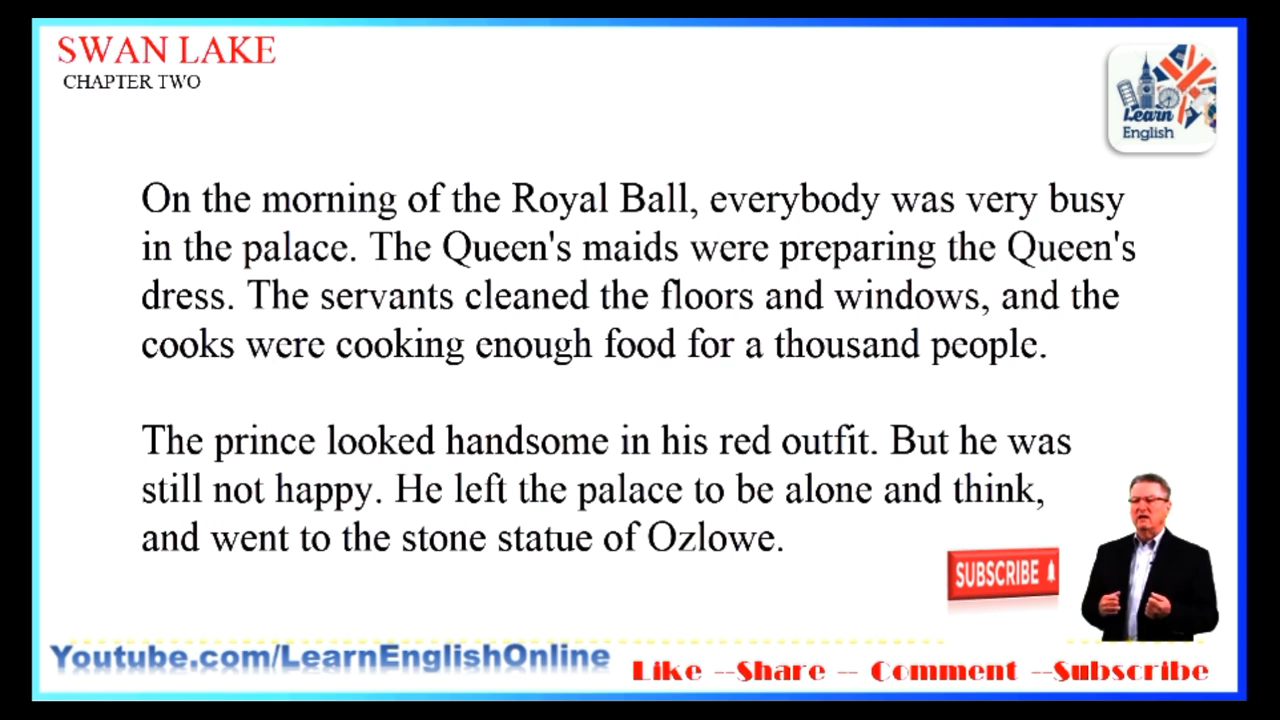 SWAN LAKE
CHAPTER TWO
Learn
English
On the morning of the Royal Ball, everybody was very busy
in the palace. The Queen's maids were preparing the Queen's
dress. The servants cleaned the floors and windows, and the
cooks were cooking enough food for a thousand people.
The prince looked handsome in his red outfit. But he was
still not happy. He left the palace to be alone and think,
and went to the stone statue of Ozlowe.
SUBSCRIBE
Youtube.com/LearnEnglishOnline
Like --Share -- Comment --Subscribe